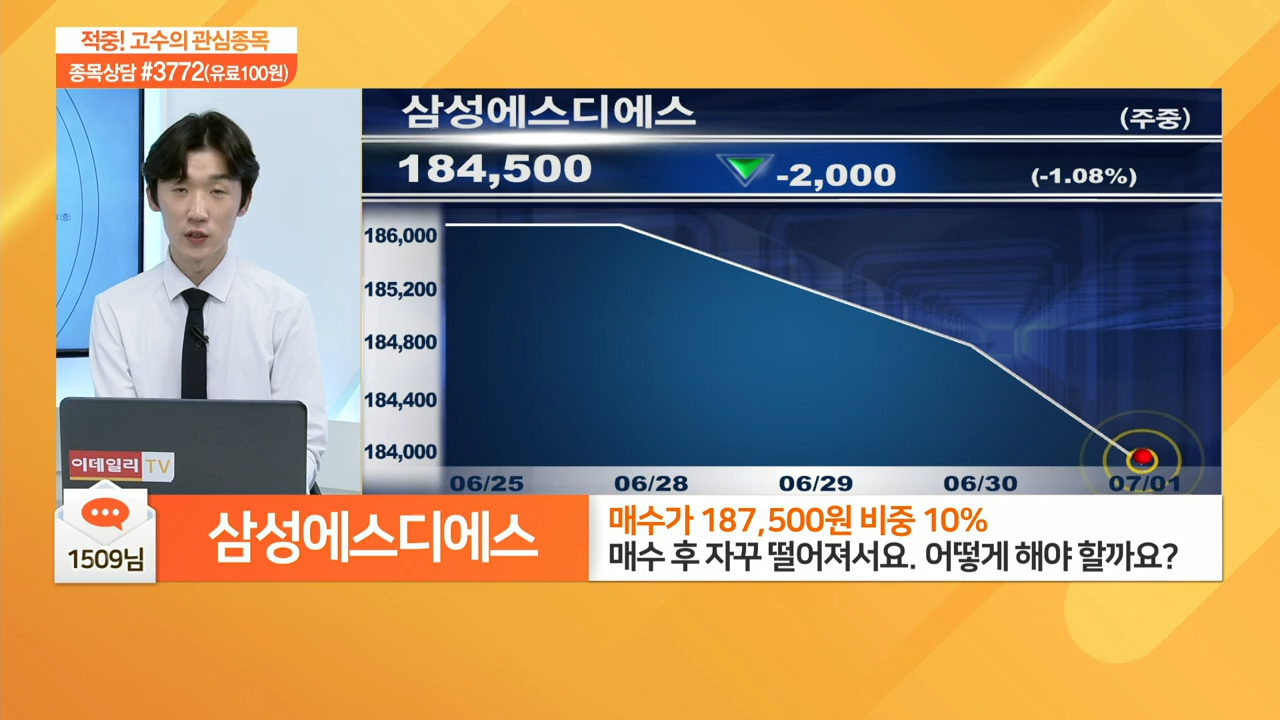 적중! 고수의 관심종목
종목상담 #3772(유료100원)
삼성에스디에스
(주중)
184,500
-2,000
(-1.08%)
186,000
185,200
184,800
184,400
184,000
06/25
06/28
06/29
06/30
07/01
이데일리 TV
1509님
삼성에스디에스
매수가 187,500원 비중 10%
매수 후 자꾸 떨어져서요. 어떻게 해야 할까요?